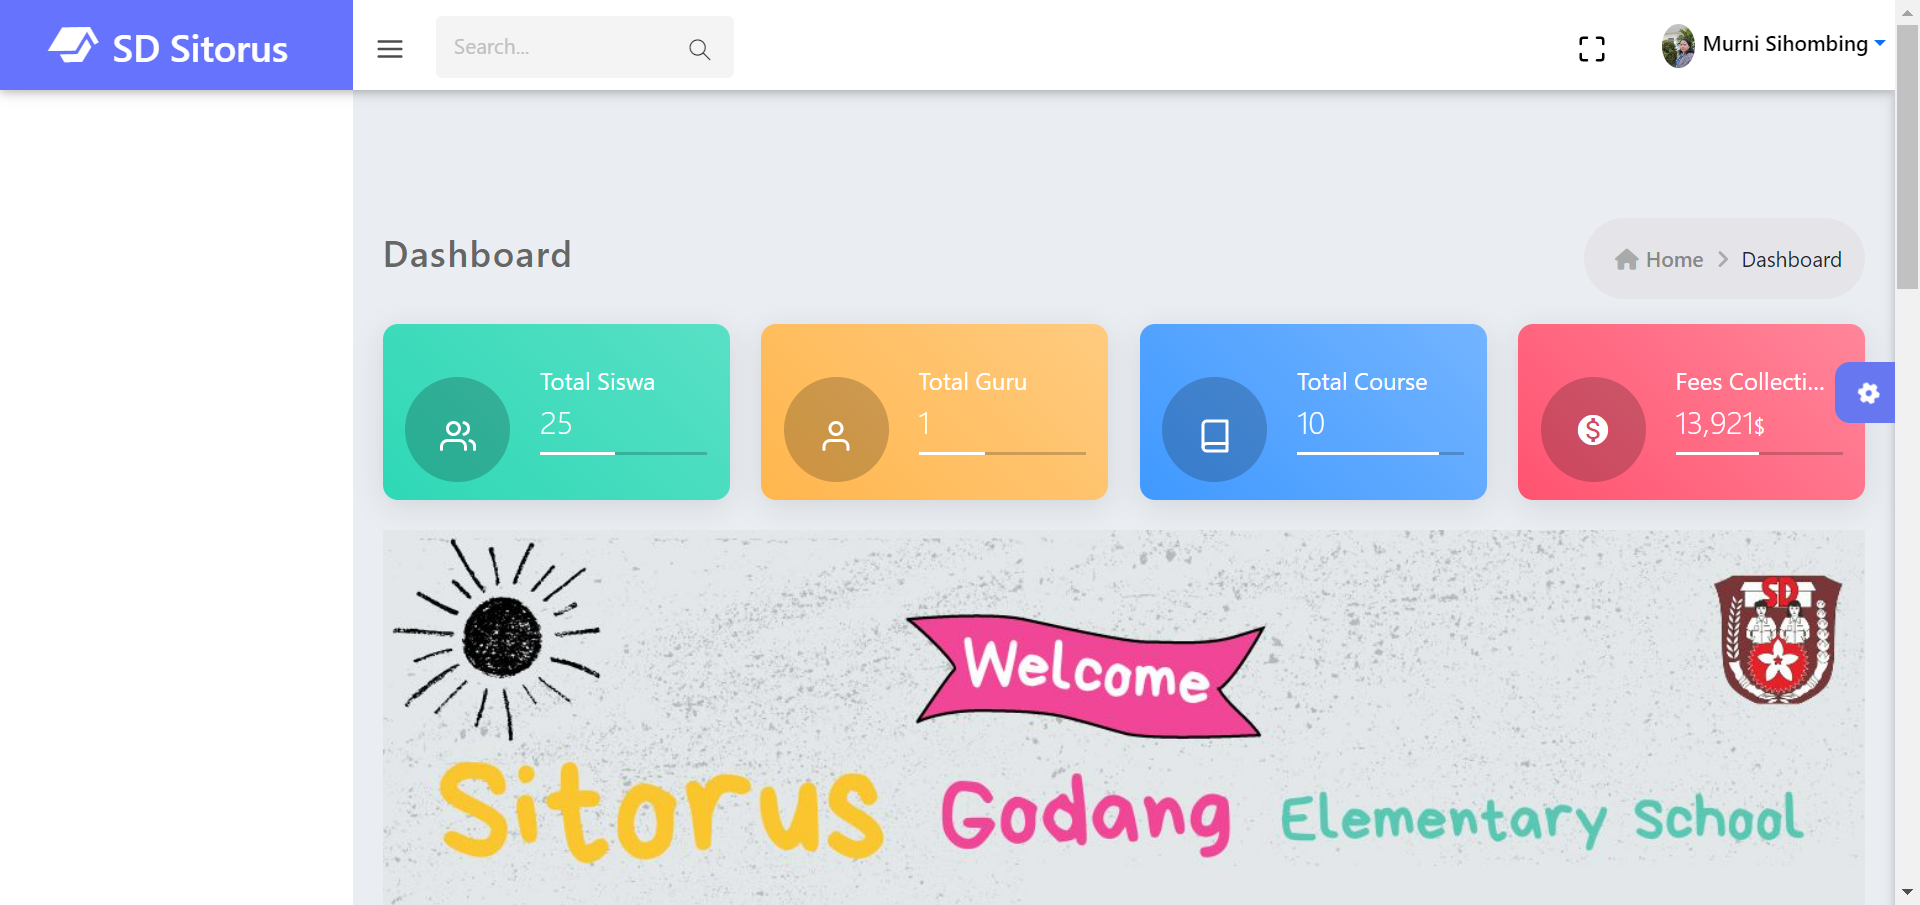 SD Sitorus
Search...
Murni Sihombing
Dashboard
Home > Dashboard
Total Siswa
25
Total Guru
1
Total Course
10
Fees Collecti...
13,921$
SD
Welcome
Sitorus Godang Elementary School